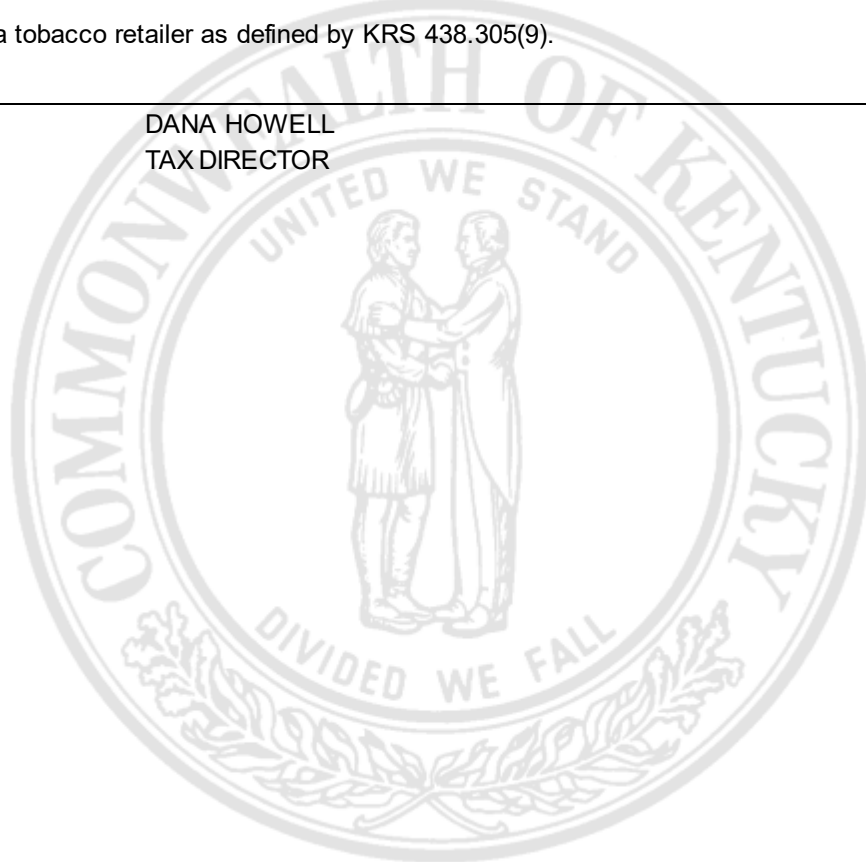 a tobacco retailer as defined by KRS 438.305(9).
DANA HOWELL
TAX DIRECTOR
COMMONWEALTH OF KENTUCKY
UNITED WE STAND
DIVIDED WE FALL